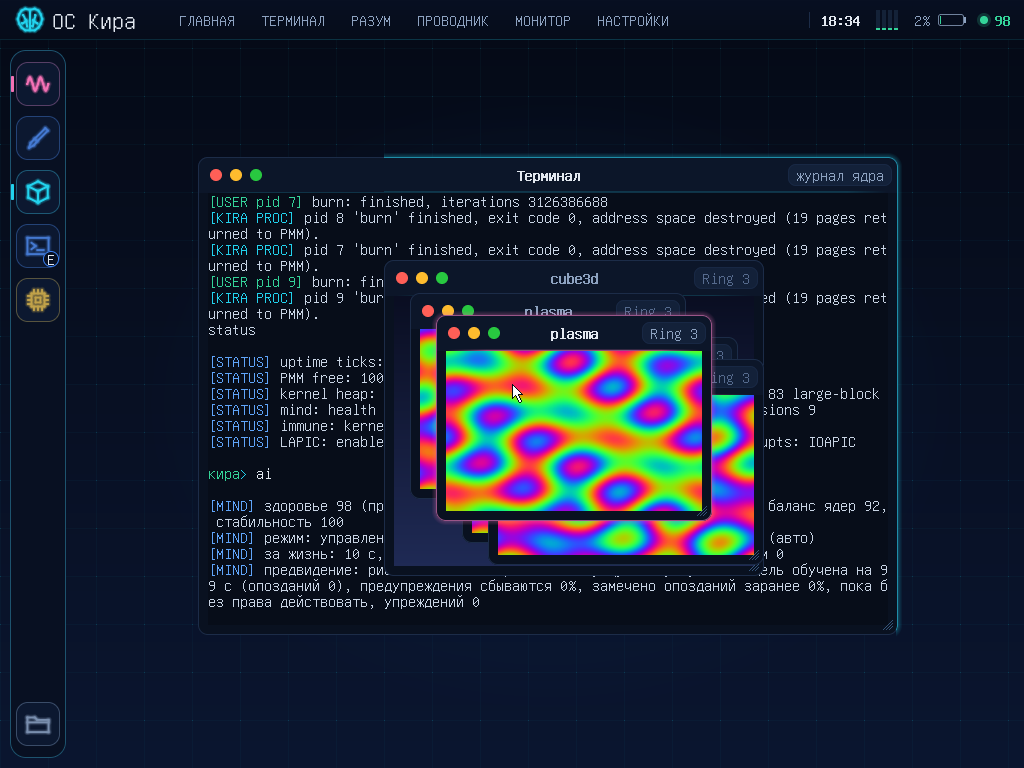 ОС Кира
ГЛАВНАЯ ТЕРМИНАЛ РАЗУМ ПРОВОДНИК МОНИТОР НАСТРОЙКИ
18:34 2% 98
E
Терминал
журнал ядра
[USER pid 7] burn: finished, iterations 3126386688
[KIRA PROC] pid 8 'burn' finished, exit code 0, address space destroyed (19 pages ret
urned to PMM).
[KIRA PROC] pid 7 'burn' finished, exit code 0, address space destroyed (19 pages ret
urned to PMM).
[USER pid 9] burn: fin
[KIRA PROC] pid 9 'bur ed (19 pages ret
urned to PMM).
status
[STATUS] uptime ticks:
[STATUS] PMM free: 100
[STATUS] kernel heap: 83 large-block
[STATUS] mind: health sions 9
[STATUS] immune: kerne
[STATUS] LAPIC: enable upts: IOAPIC
кира> ai
[MIND] здоровье 98 (пр баланс ядер 92,
стабильность 100
[MIND] режим: управлен (авто)
[MIND] за жизнь: 10 с, 0
[MIND] предвидение: ри дель обучена на 9
9 с (опозданий 0), предупреждения сбываются 0%, замечено опозданий заранее 0%, пока б
ез права действовать, упреждений 0
cube3d
Ring 3
plasma
Ring 3
plasma
Ring 3
3
ing 3